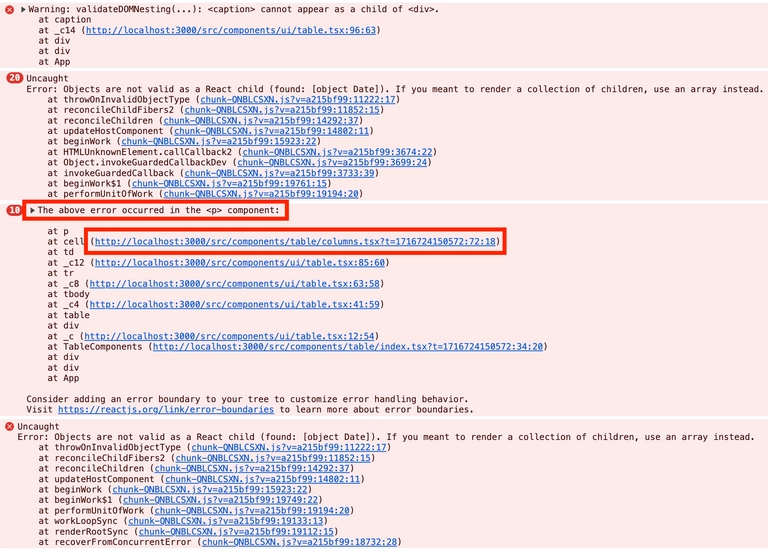 Warning: validateDOMNesting(...): <caption> cannot appear as a child of <div>.
at caption
at _c14 (http://localhost:3000/src/components/ui/table.tsx:96:63)
at div
at div
at App
20 Uncaught
Error: Objects are not valid as a React child (found: [object Date]). If you meant to render a collection of children, use an array instead.
at throwOnInvalidObjectType (chunk-QNBLCSXN.js?v=a215bf99:11222:17)
at reconcileChildFibers2 (chunk-QNBLCSXN.js?v=a215bf99:11852:15)
at reconcileChildren (chunk-QNBLCSXN.js?v=a215bf99:14292:37)
at updateHostComponent (chunk-QNBLCSXN.js?v=a215bf99:14802:11)
at beginWork (chunk-QNBLCSXN.js?v=a215bf99:15923:22)
at HTMLUnknownElement.callCallback2 (chunk-QNBLCSXN.js?v=a215bf99:3674:22)
at Object.invokeGuardedCallbackDev (chunk-QNBLCSXN.js?v=a215bf99:3699:24)
at invokeGuardedCallback (chunk-QNBLCSXN.js?v=a215bf99:3733:39)
at beginWork$1 (chunk-QNBLCSXN.js?v=a215bf99:19761:15)
at performUnitOfWork (chunk-QNBLCSXN.js?v=a215bf99:19194:20)
10 The above error occurred in the <p> component:
at p
at cell (http://localhost:3000/src/components/table/columns.tsx?t=1716724150572:72:18)
at td
at _c12 (http://localhost:3000/src/components/ui/table.tsx:85:60)
at tr
at _c8 (http://localhost:3000/src/components/ui/table.tsx:63:58)
at tbody
at _c4 (http://localhost:3000/src/components/ui/table.tsx:41:59)
at table
at div
at _c (http://localhost:3000/src/components/ui/table.tsx:12:54)
at TableComponents (http://localhost:3000/src/components/table/index.tsx?t=1716724150572:34:20)
at div
at div
at App
Consider adding an error boundary to your tree to customize error handling behavior.
Visit https://reactjs.org/link/error-boundaries to learn more about error boundaries.
Uncaught
Error: Objects are not valid as a React child (found: [object Date]). If you meant to render a collection of children, use an array instead.
at throwOnInvalidObjectType (chunk-QNBLCSXN.js?v=a215bf99:11222:17)
at reconcileChildFibers2 (chunk-QNBLCSXN.js?v=a215bf99:11852:15)
at reconcileChildren (chunk-QNBLCSXN.js?v=a215bf99:14292:37)
at updateHostComponent (chunk-QNBLCSXN.js?v=a215bf99:14802:11)
at beginWork (chunk-QNBLCSXN.js?v=a215bf99:15923:22)
at beginWork$1 (chunk-QNBLCSXN.js?v=a215bf99:19749:22)
at performUnitOfWork (chunk-QNBLCSXN.js?v=a215bf99:19194:20)
at workLoopSync (chunk-QNBLCSXN.js?v=a215bf99:19133:13)
at renderRootSync (chunk-QNBLCSXN.js?v=a215bf99:19112:15)
at recoverFromConcurrentError (chunk-QNBLCSXN.js?v=a215bf99:18732:28)